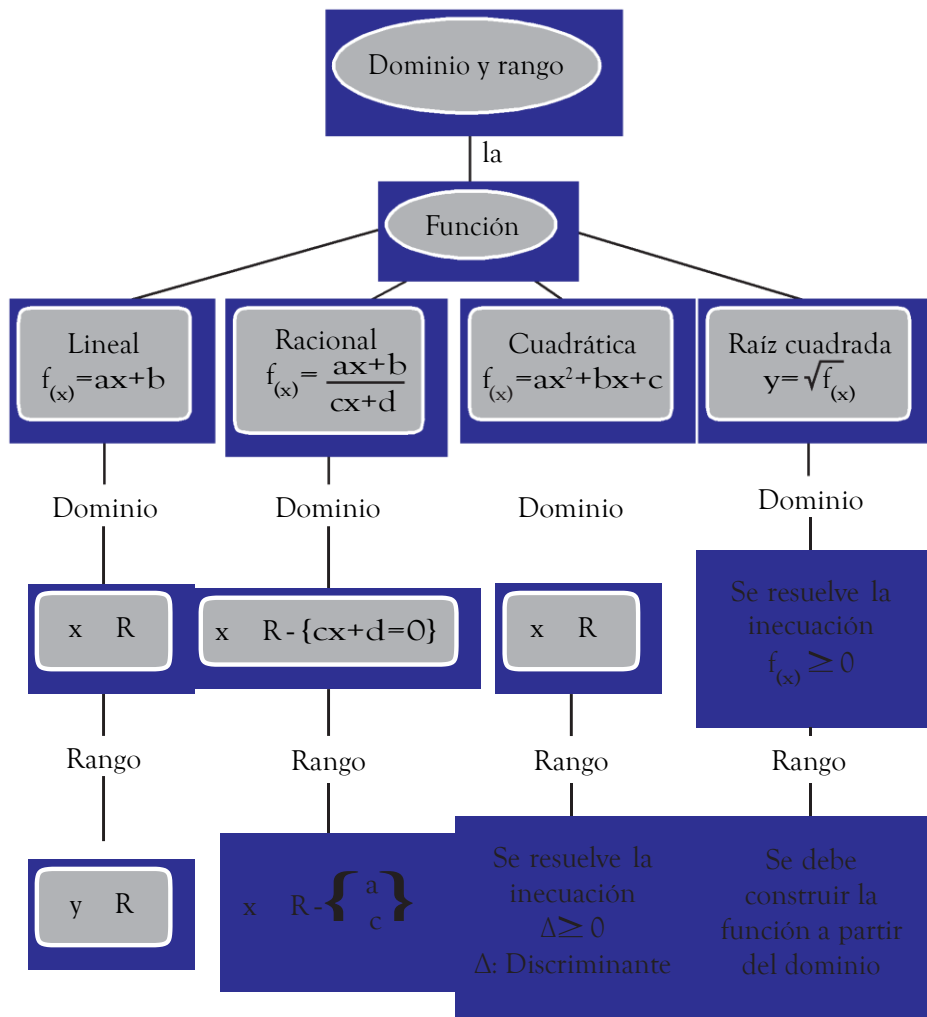 Dominio y rango
la
Función
Lineal
f(x)=ax+b
Racional
f(x)= ax+b
cx+d
Cuadrática
f(x)=ax²+bx+c
Raíz cuadrada
y=√f(x)
Dominio
Dominio
Dominio
Dominio
x R
x R-{cx+d=0}
x R
Se resuelve la
inecuación
f(x) ≥ 0
Rango
Rango
Rango
Rango
y R
x R-{a
c}
Se resuelve la
inecuación
Δ≥ 0
Δ: Discriminante
Se debe
construir la
función a partir
del dominio